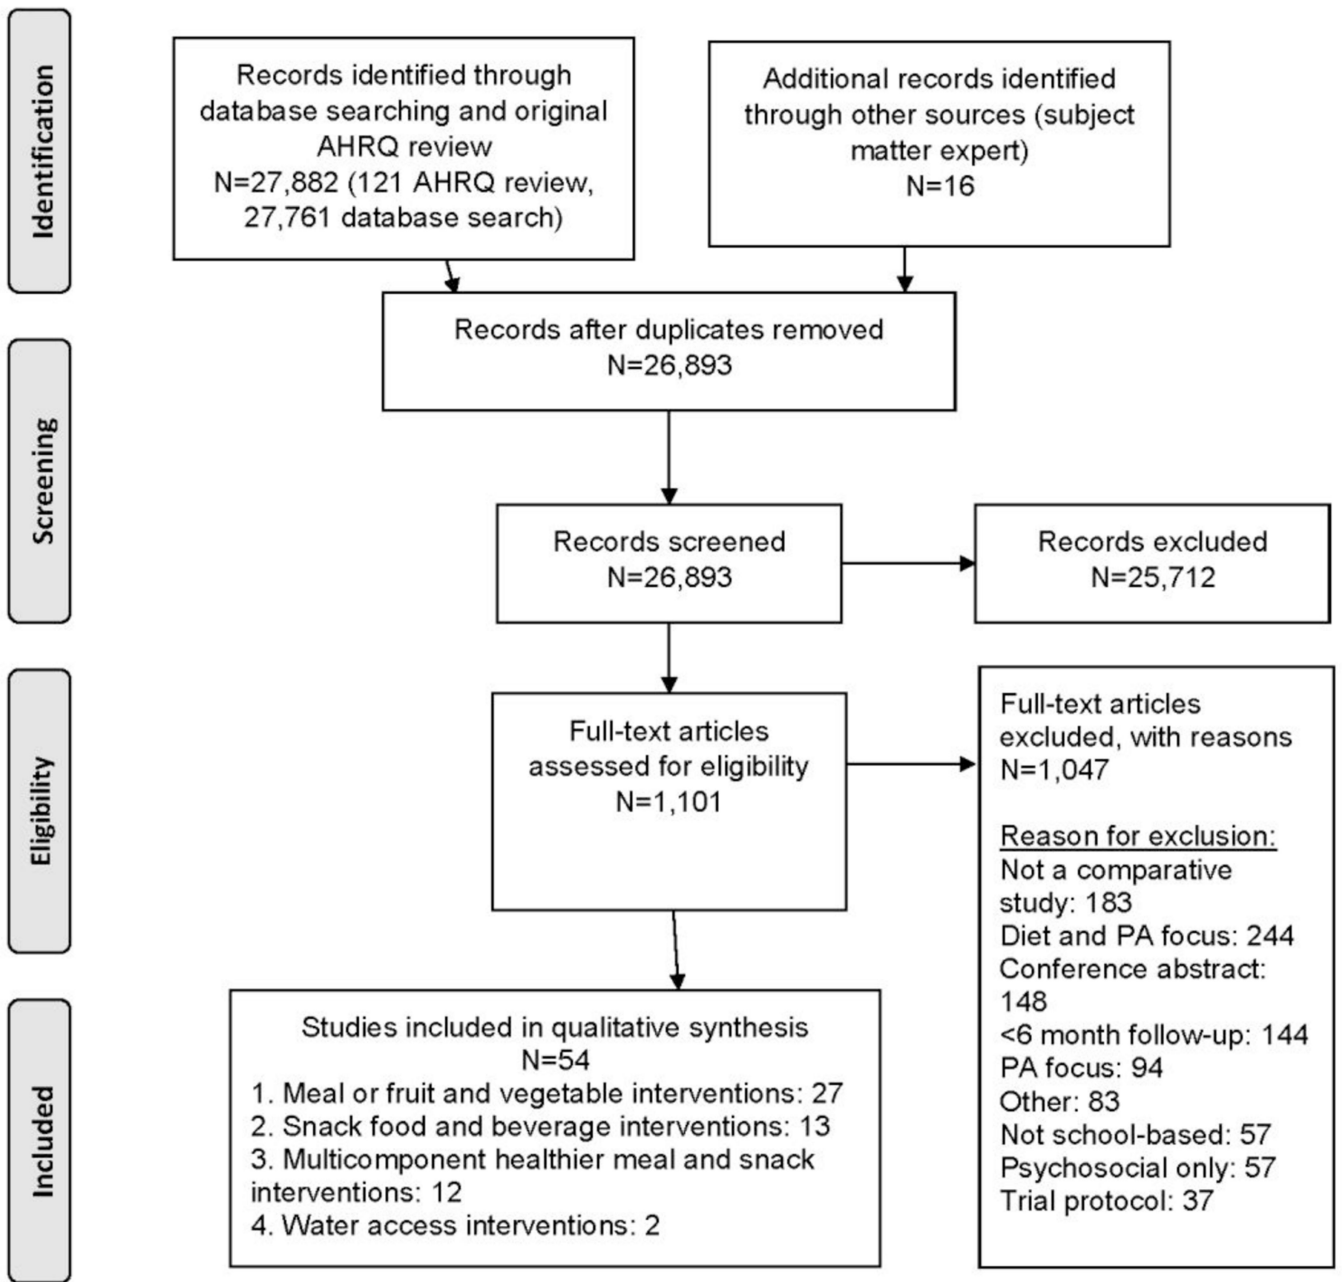 Identification
Records identified through
database searching and original
AHRQ review
N=27,882 (121 AHRQ review,
27,761 database search)
Additional records identified
through other sources (subject
matter expert)
N=16
Records after duplicates removed
N=26,893
Screening
Records screened
N=26,893
Records excluded
N=25,712
Eligibility
Full-text articles
assessed for eligibility
N=1,101
Full-text articles
excluded, with reasons
N=1,047
Reason for exclusion:
Not a comparative
study: 183
Diet and PA focus: 244
Conference abstract:
148
<6 month follow-up: 144
PA focus: 94
Other: 83
Not school-based: 57
Psychosocial only: 57
Trial protocol: 37
Included
Studies included in qualitative synthesis
N=54
1. Meal or fruit and vegetable interventions: 27
2. Snack food and beverage interventions: 13
3. Multicomponent healthier meal and snack
interventions: 12
4. Water access interventions: 2